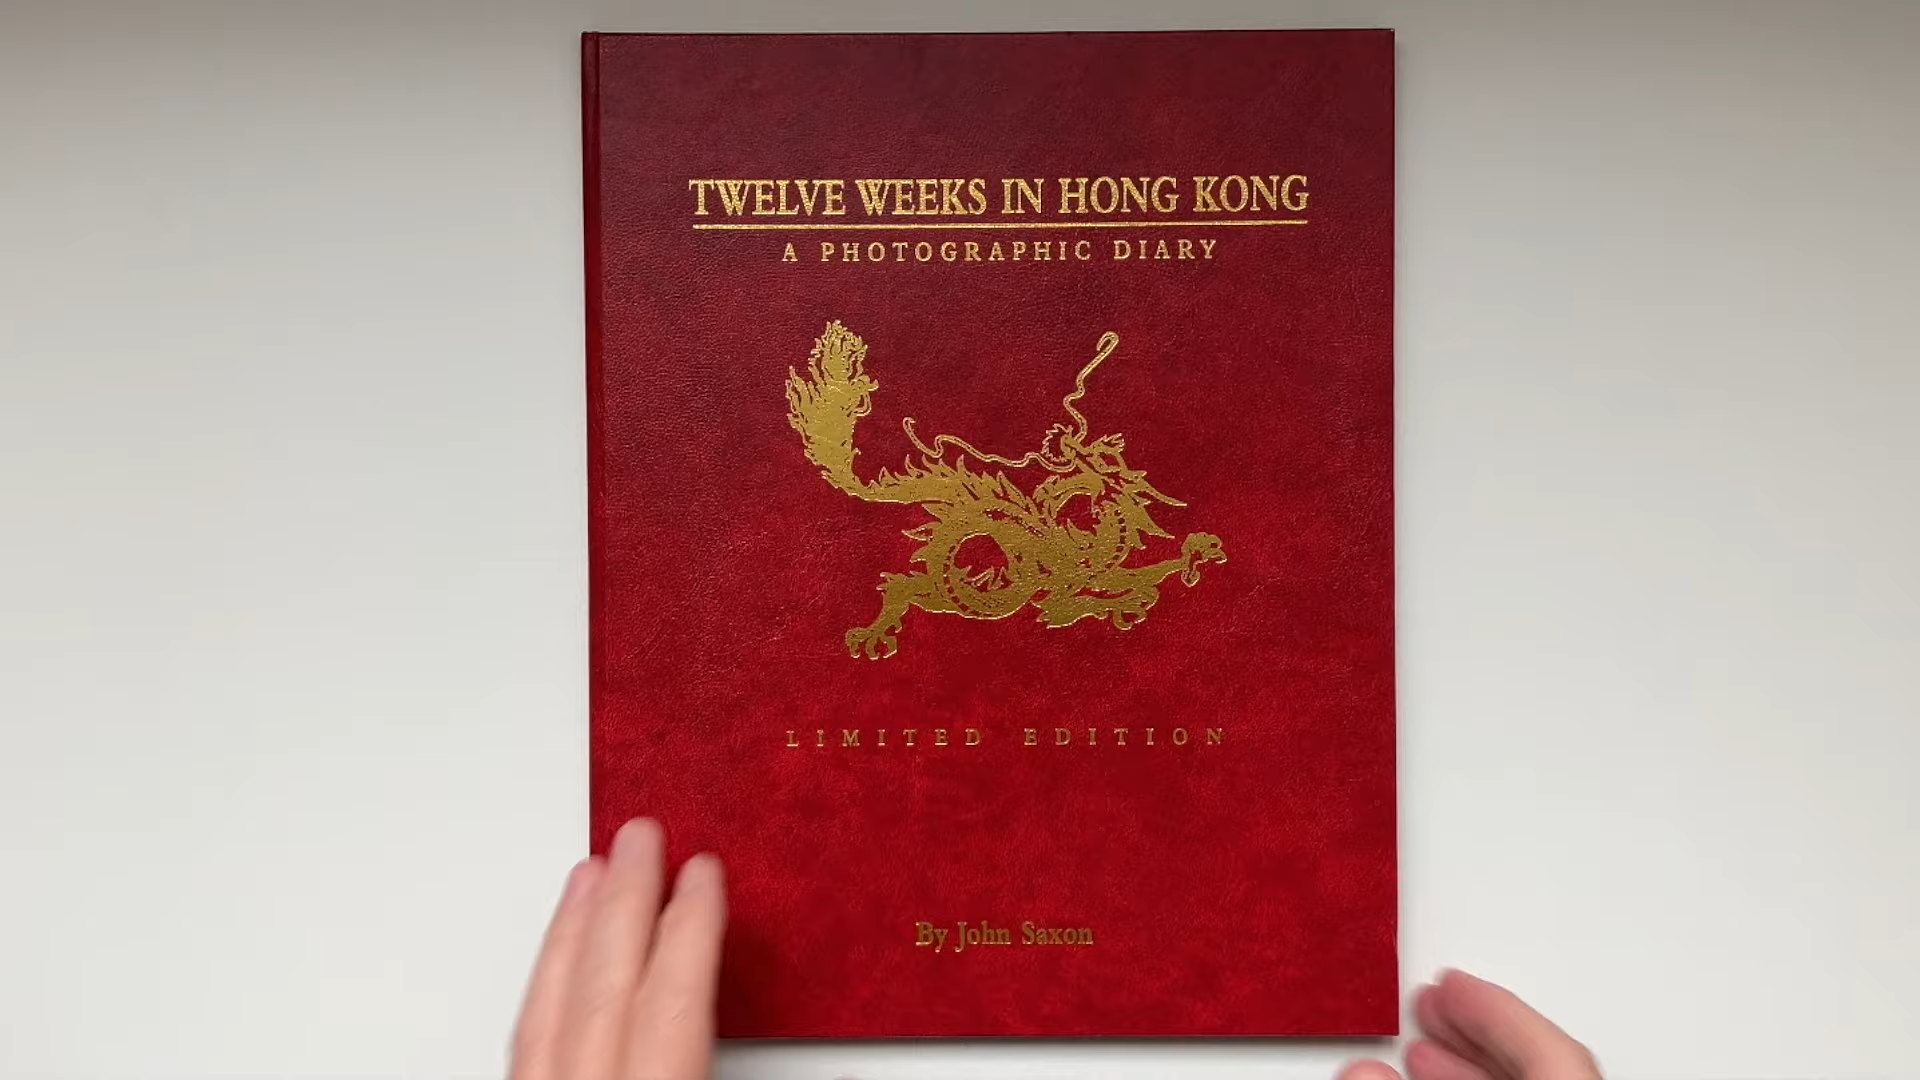 TWELVE WEEKS IN HONG KONG
A PHOTOGRAPHIC DIARY
LIMITED EDITION
By John Saxon